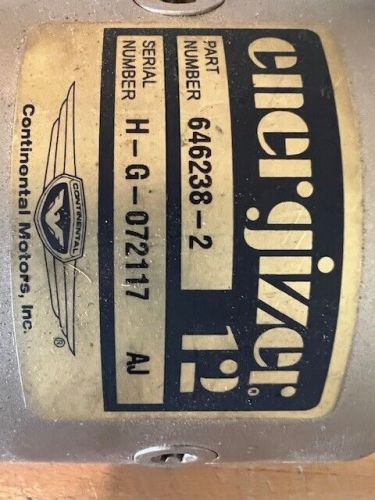 energizer
12
PART
NUMBER 646238-2
SERIAL
NUMBER H-G-072117 AJ
CONTINENTAL
®
Continental Motors, Inc.